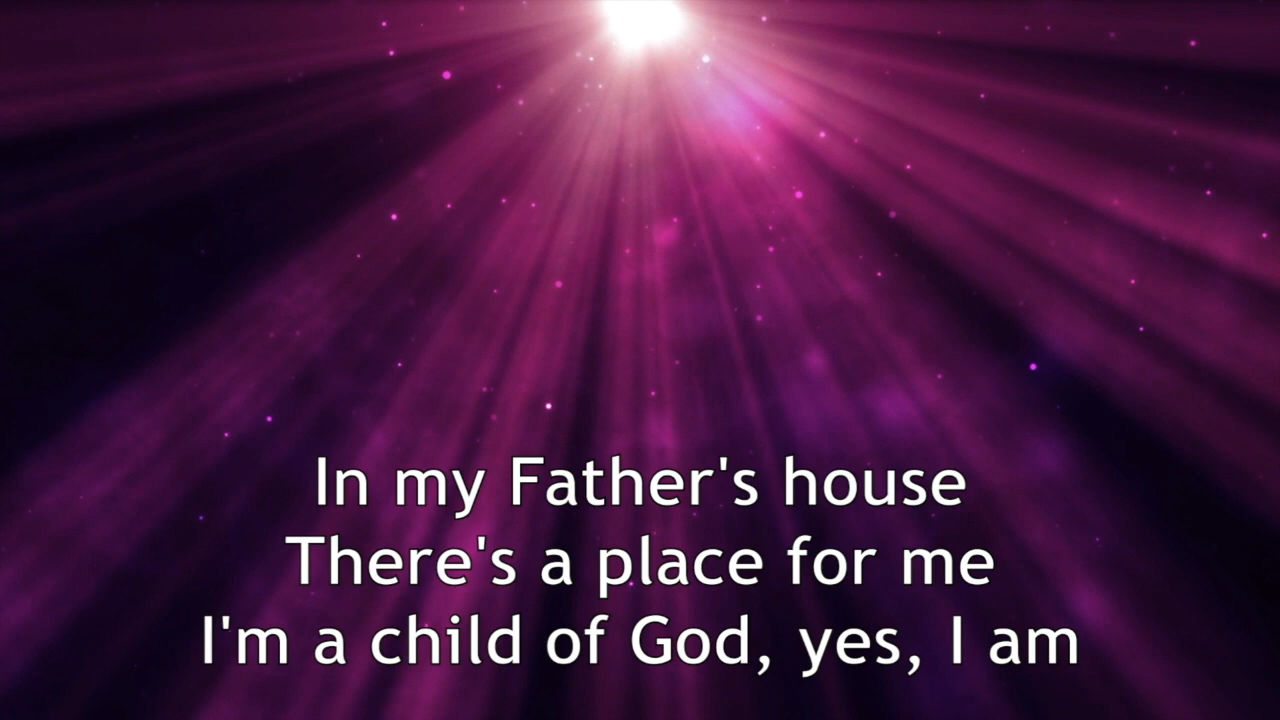 In my Father's house
There's a place for me
I'm a child of God, yes, I am